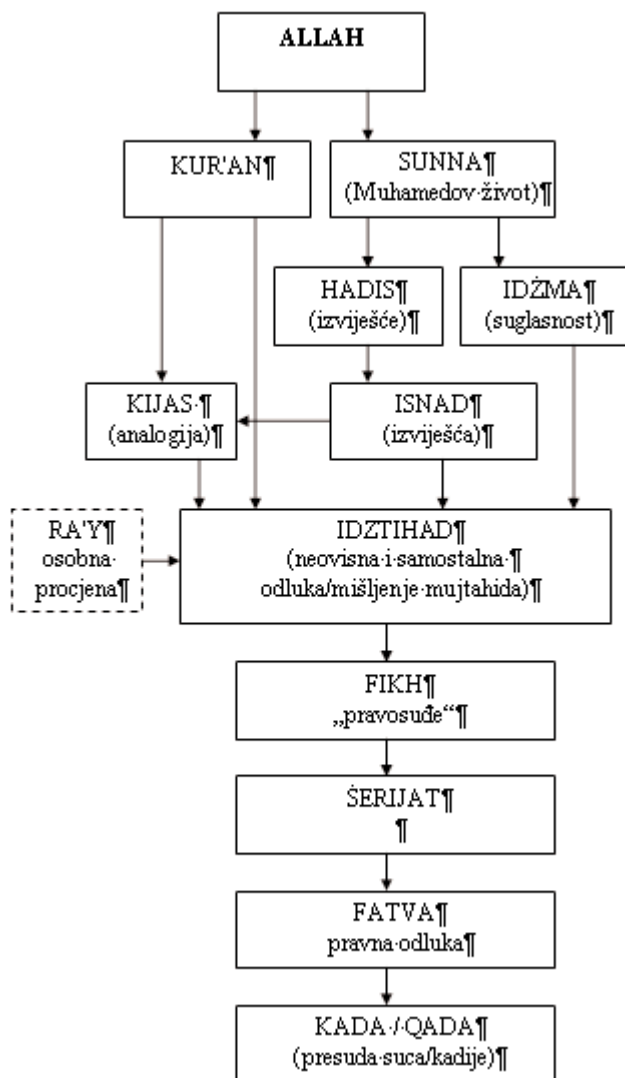 ALLAH
KUR'AN¶
SUNNA¶
(Muhamedov·život)¶
HADIS¶
(izviješće)¶
IDŽMA¶
(suglasnost)¶
KIJAS·¶
(analogija)¶
ISNAD¶
(izviješća)¶
RA'Y¶
osobna·
procjena¶
IDZTIHAD¶
(neovisna·i·samostalna·¶
odluka/mišljenje·mujtahida)¶
FIKH¶
„pravosuđe“¶
ŠERIJAT¶
¶
FATVA¶
pravna·odluka¶
KADA·/·QADA¶
(presuda·suca/kadije)¶